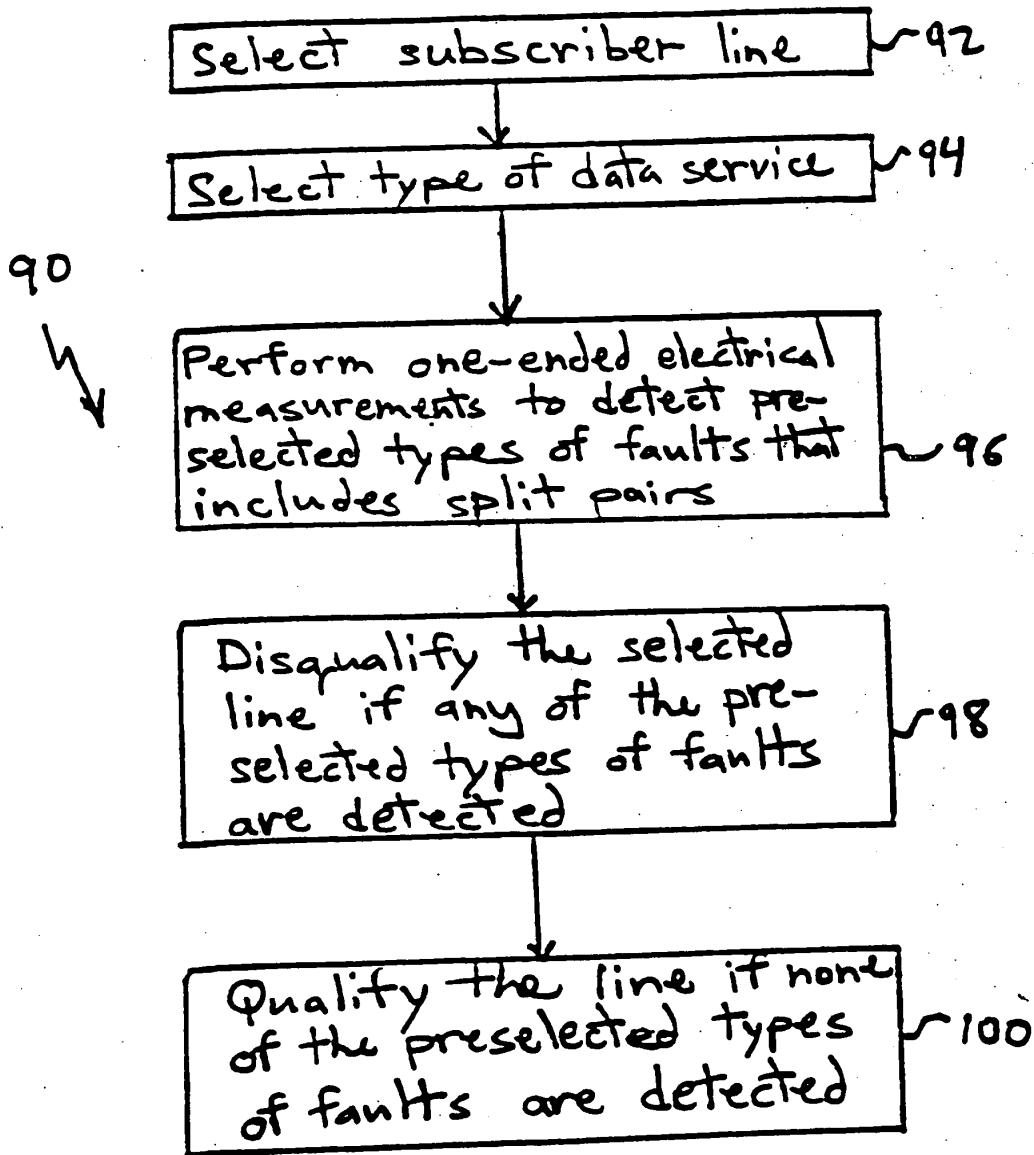 Select subscriber line
92
Select type of data service
94
90
Perform one-ended electrical
measurements to detect pre-
selected types of faults that
includes split pairs
96
Disqualify the selected
line if any of the pre-
selected types of faults
are detected
98
Qualify the line if none
of the preselected types
of faults are detected
100